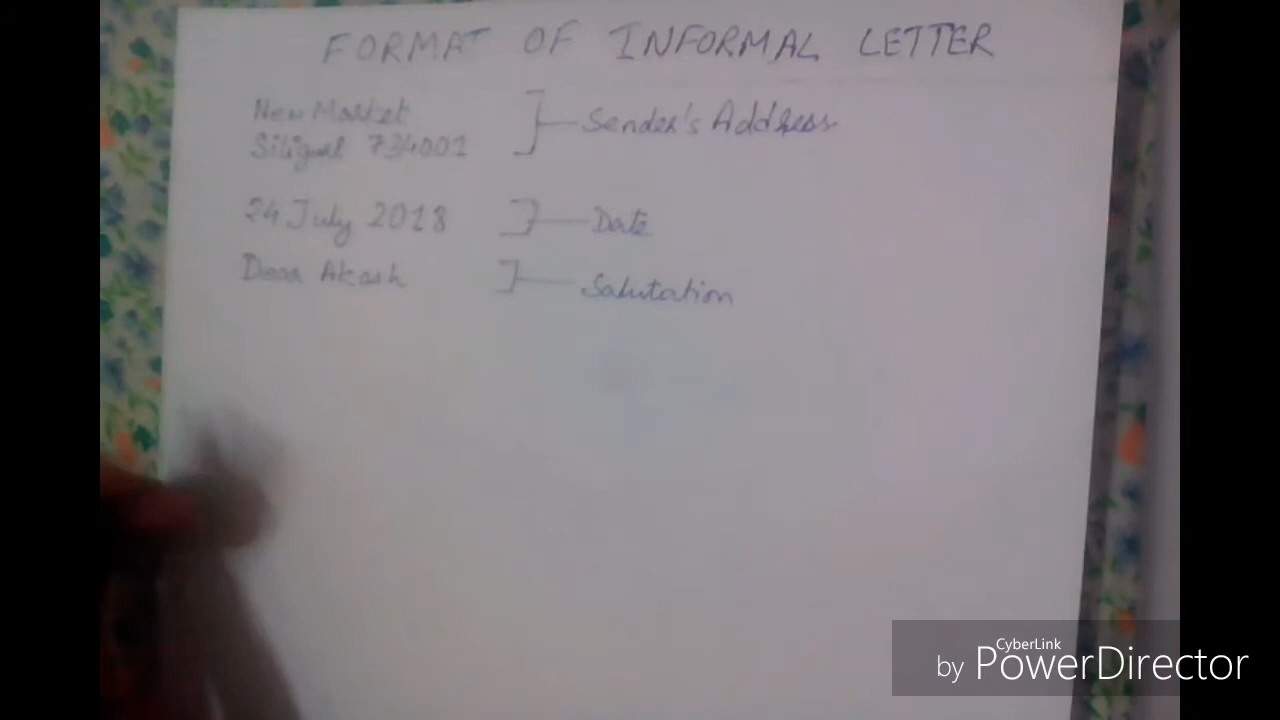 FORMAT OF INFORMAL LETTER
New Market
Siliguri 734001
Sender's Address
24 July 2018
Date
Dear Akash
Salutation
CyberLink
by PowerDirector